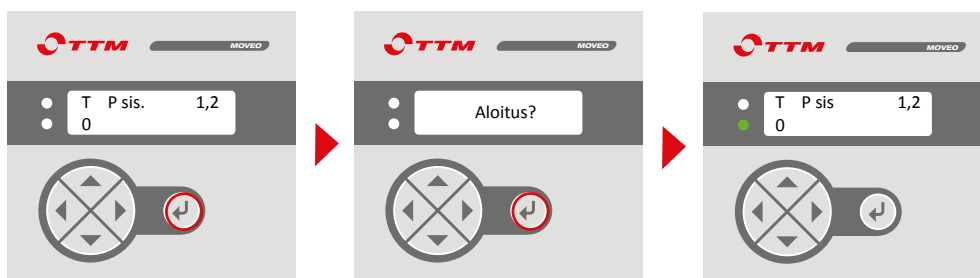 TTM MOVEO
T P sis. 1,2
0
TTM MOVEO
Aloitus?
TTM MOVEO
T P sis 1,2
0